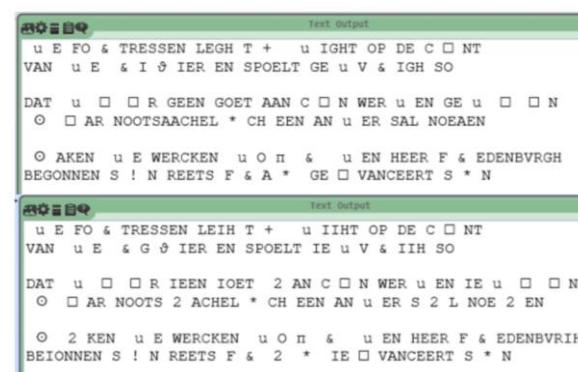 Text Output
u E FO & TRESSEN LEGH T + u IGHT OP DE C □ NT
VAN u E & I ϑ IER EN SPOELT GE u V & IGH SO
DAT u □ □ R GEEN GOET AAN C □ N WER u EN GE u □ □ N
⊙ □ AR NOOTSAACHEL * CH EEN AN u ER SAL NOEAEN
⊙ AKEN u E WERCKEN u O π & u EN HEER F & EDENBVRGH
BEGONNEN S ! N REETS F & A * GE □ VANCEERT S * N
Text Output
u E FO & TRESSEN LEIH T + u IIHT OP DE C □ NT
VAN u E & G ϑ IER EN SPOELT IE u V & IIH SO
DAT u □ □ R IEEN IOET 2 AN C □ N WER u EN IE u □ □ N
⊙ □ AR NOOTS 2 ACHEL * CH EEN AN u ER S 2 L NOE 2 EN
⊙ 2 KEN u E WERCKEN u O π & u EN HEER F & EDENBVRIH
BEIONNEN S ! N REETS F & 2 * IE □ VANCEERT S * N